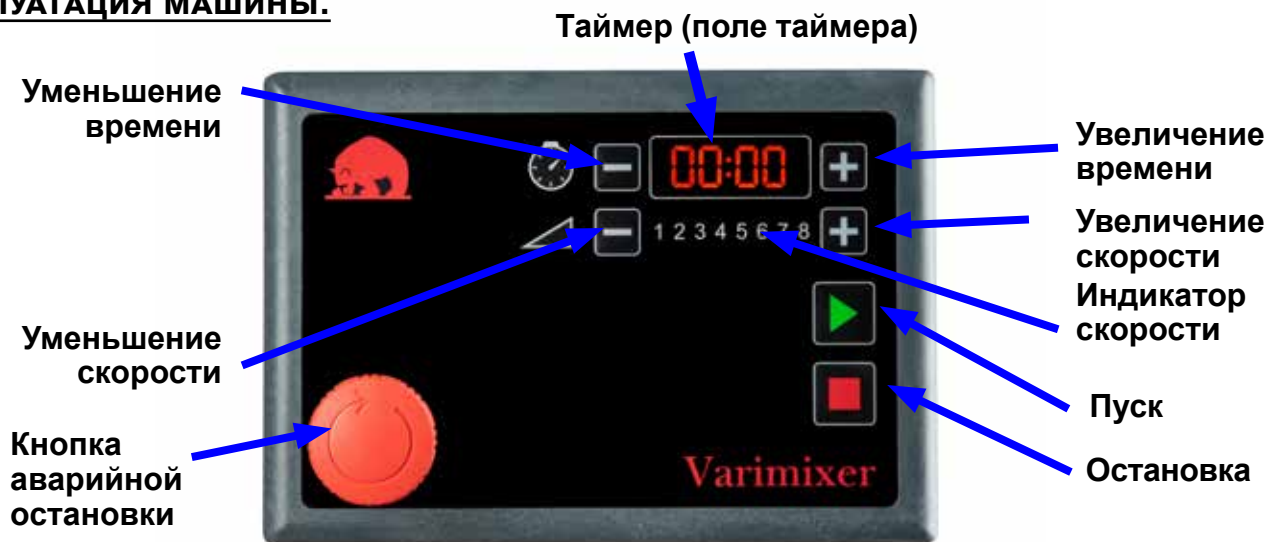 ПЛУАТАЦИЯ МАШИНЫ.
Таймер (поле таймера)
Уменьшение
времени
Увеличение
времени
00:00
1 2 3 4 5 6 7 8
Увеличение
скорости
Индикатор
скорости
Уменьшение
скорости
Пуск
Кнопка
аварийной
остановки
Varimixer
Остановка